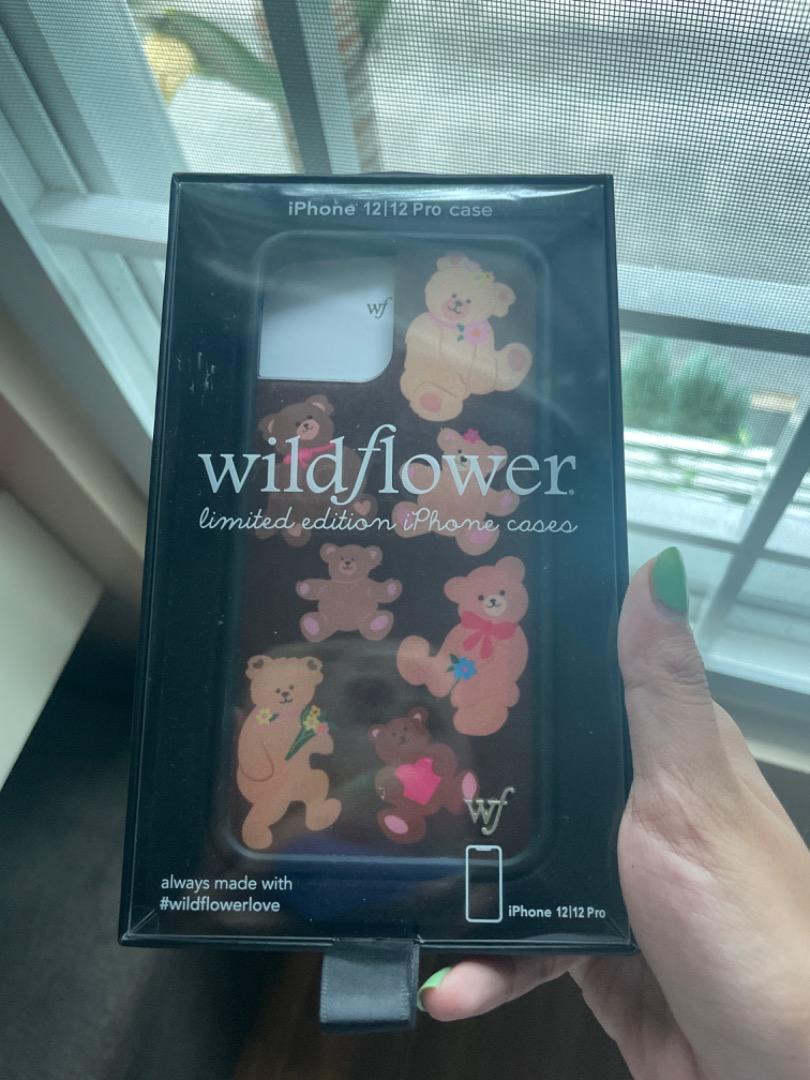 iPhone 12|12 Pro case
wf
wildflower®
limited edition iPhone cases
wf
always made with
#wildflowerlove
iPhone 12|12 Pro